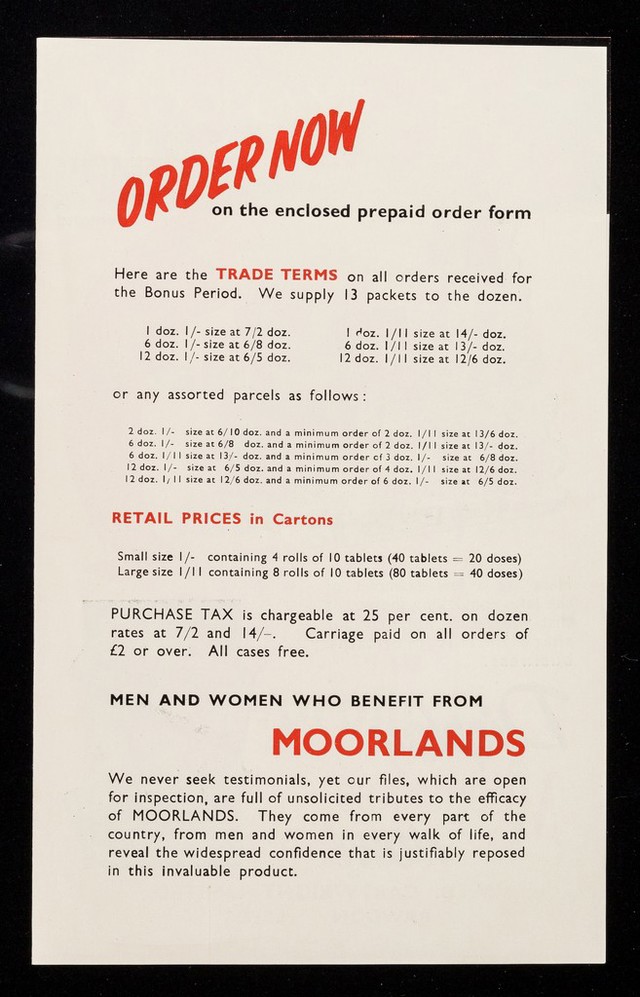 ORDER NOW
on the enclosed prepaid order form
Here are the TRADE TERMS on all orders received for
the Bonus Period. We supply 13 packets to the dozen.
1 doz. 1/- size at 7/2 doz. 1 doz. 1/11 size at 14/- doz.
6 doz. 1/- size at 6/8 doz. 6 doz. 1/11 size at 13/- doz.
12 doz. 1/- size at 6/5 doz. 12 doz. 1/11 size at 12/6 doz.
or any assorted parcels as follows:
2 doz. 1/- size at 6/10 doz. and a minimum order of 2 doz. 1/11 size at 13/6 doz.
6 doz. 1/- size at 6/8 doz. and a minimum order of 2 doz. 1/11 size at 13/- doz.
6 doz. 1/11 size at 13/- doz. and a minimum order of 3 doz. 1/- size at 6/8 doz.
12 doz. 1/- size at 6/5 doz. and a minimum order of 4 doz. 1/11 size at 12/6 doz.
12 doz. 1/11 size at 12/6 doz. and a minimum order of 6 doz. 1/- size at 6/5 doz.
RETAIL PRICES in Cartons
Small size 1/- containing 4 rolls of 10 tablets (40 tablets = 20 doses)
Large size 1/11 containing 8 rolls of 10 tablets (80 tablets = 40 doses)
PURCHASE TAX is chargeable at 25 per cent. on dozen
rates at 7/2 and 14/-. Carriage paid on all orders of
£2 or over. All cases free.
MEN AND WOMEN WHO BENEFIT FROM
MOORLANDS
We never seek testimonials, yet our files, which are open
for inspection, are full of unsolicited tributes to the efficacy
of MOORLANDS. They come from every part of the
country, from men and women in every walk of life, and
reveal the widespread confidence that is justifiably reposed
in this invaluable product.